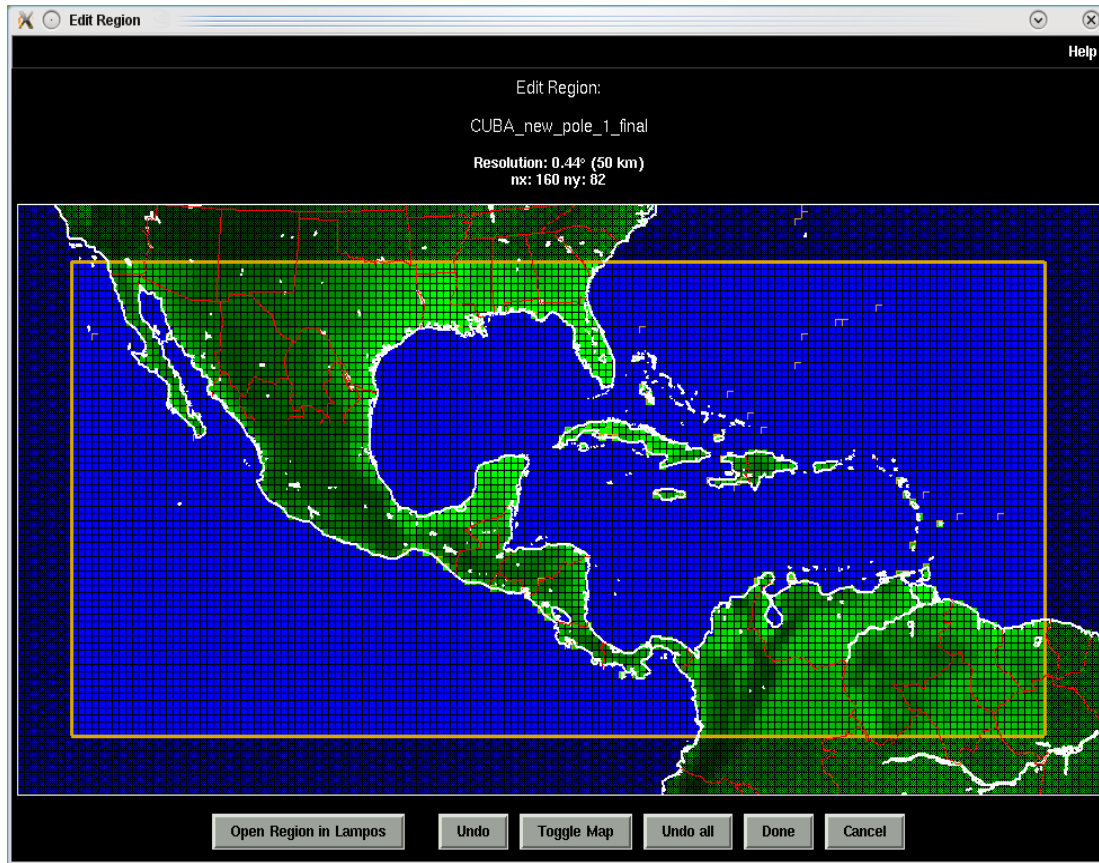 Edit Region
Help
Edit Region:
CUBA_new_pole_1_final
Resolution: 0.44° (50 km)
nx: 160 ny: 82
Open Region in Lampos
Undo
Toggle Map
Undo all
Done
Cancel